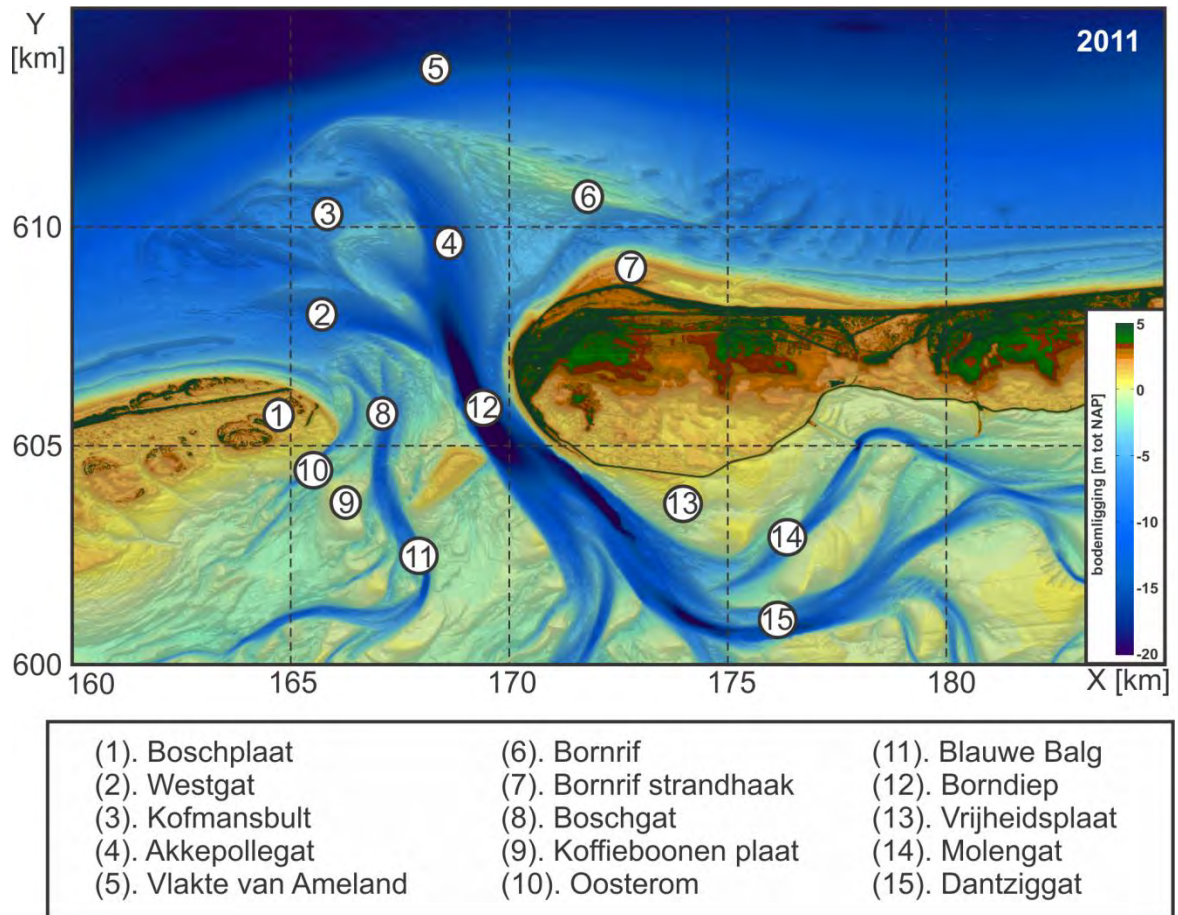 Y
[km]
2011
5
6
3
610
4
7
2
5
0
-5
-10
-15
-20
bodemligging [m tot NAP]
1
8
12
605
10
9
13
14
11
15
600
160
165
170
175
180
X [km]
(1). Boschplaat
(2). Westgat
(3). Kofmansbult
(4). Akkepollegat
(5). Vlakte van Ameland
(6). Bornrif
(7). Bornrif strandhaak
(8). Boschgat
(9). Koffieboonen plaat
(10). Oosterom
(11). Blauwe Balg
(12). Borndiep
(13). Vrijheidsplaat
(14). Molengat
(15). Dantziggat